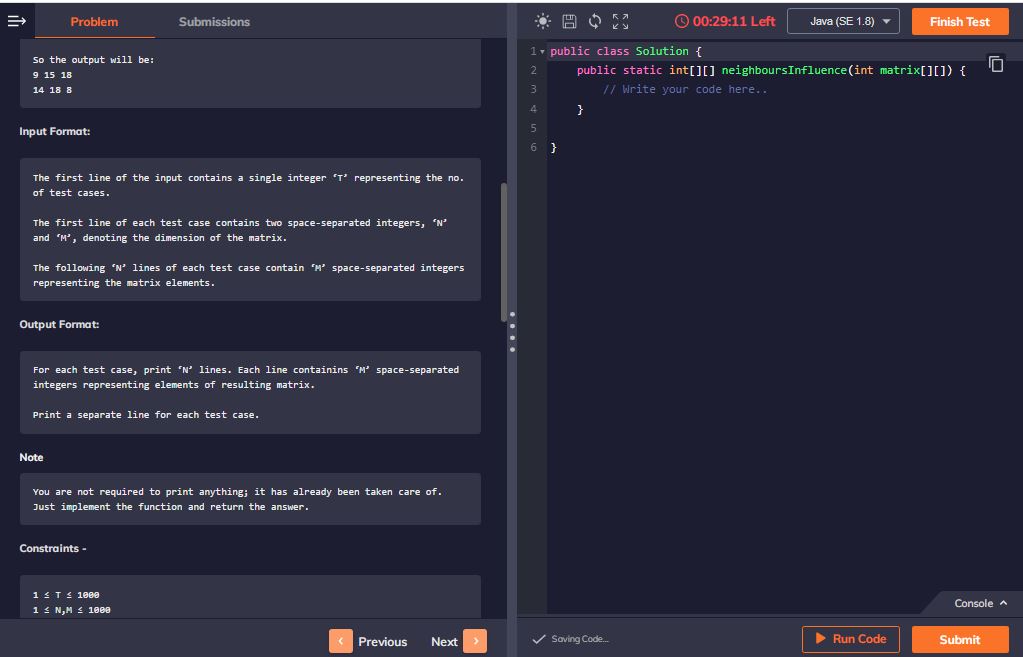 Problem
Submissions
So the output will be:
9 15 18
14 18 8
Input Format:
The first line of the input contains a single integer ‘T’ representing the no.
of test cases.
The first line of each test case contains two space-separated integers, ‘N’
and ‘M’, denoting the dimension of the matrix.
The following ‘N’ lines of each test case contain ‘M’ space-separated integers
representing the matrix elements.
Output Format:
For each test case, print ‘N’ lines. Each line containins ‘M’ space-separated
integers representing elements of resulting matrix.
Print a separate line for each test case.
Note
You are not required to print anything; it has already been taken care of.
Just implement the function and return the answer.
Constraints -
1 ≤ T ≤ 1000
1 ≤ N,M ≤ 1000
Previous
Next
00:29:11 Left
Java (SE 1.8)
Finish Test
1 public class Solution {
2 public static int[][] neighboursInfluence(int matrix[][]) {
3 // Write your code here..
4 }
5
6 }
Console
Saving Code...
Run Code
Submit